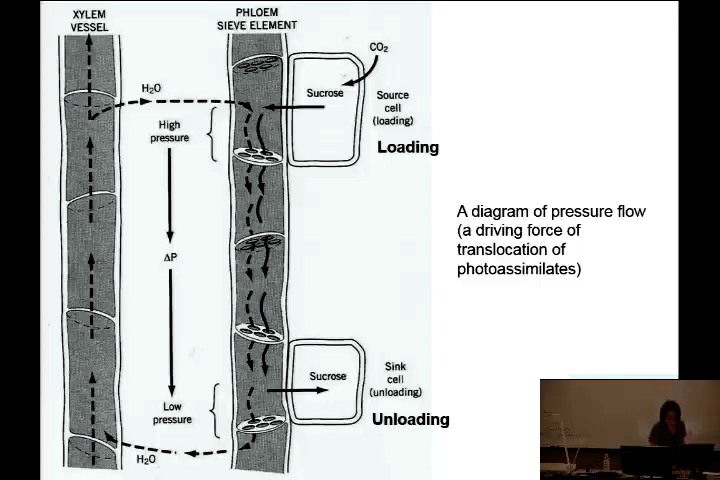 XYLEM
VESSEL
PHLOEM
SIEVE ELEMENT
CO₂
H₂O
Sucrose
Source
cell
(loading)
High
pressure
Loading
A diagram of pressure flow
(a driving force of
translocation of
photoassimilates)
ΔP
Sucrose
Sink
cell
(unloading)
Low
pressure
Unloading
H₂O